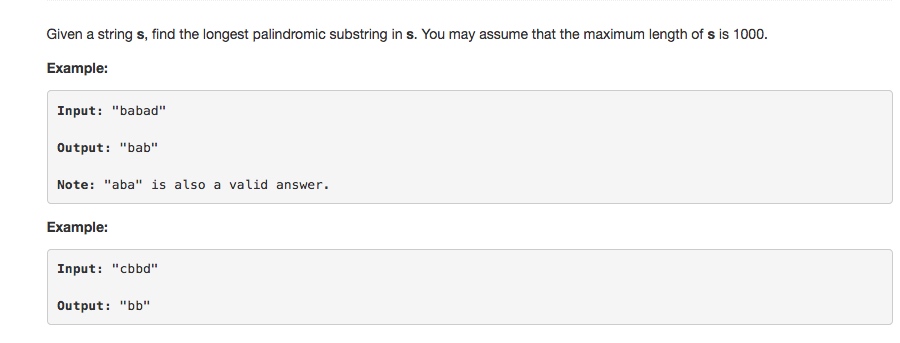 Given a string s, find the longest palindromic substring in s. You may assume that the maximum length of s is 1000.
Example:
Input: "babad"
Output: "bab"
Note: "aba" is also a valid answer.
Example:
Input: "cbbd"
Output: "bb"